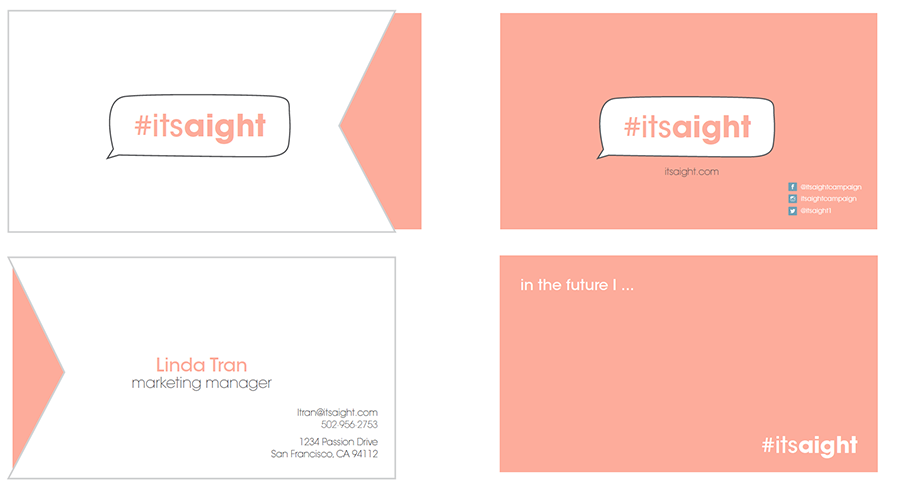 #itsaight
#itsaight
itsaight.com
@itsaightcampaign
itsaightcampaign
@itsaight1
Linda Tran
marketing manager
ltran@itsaight.com
502·956·2753
1234 Passion Drive
San Francisco, CA 94112
in the future I ...
#itsaight